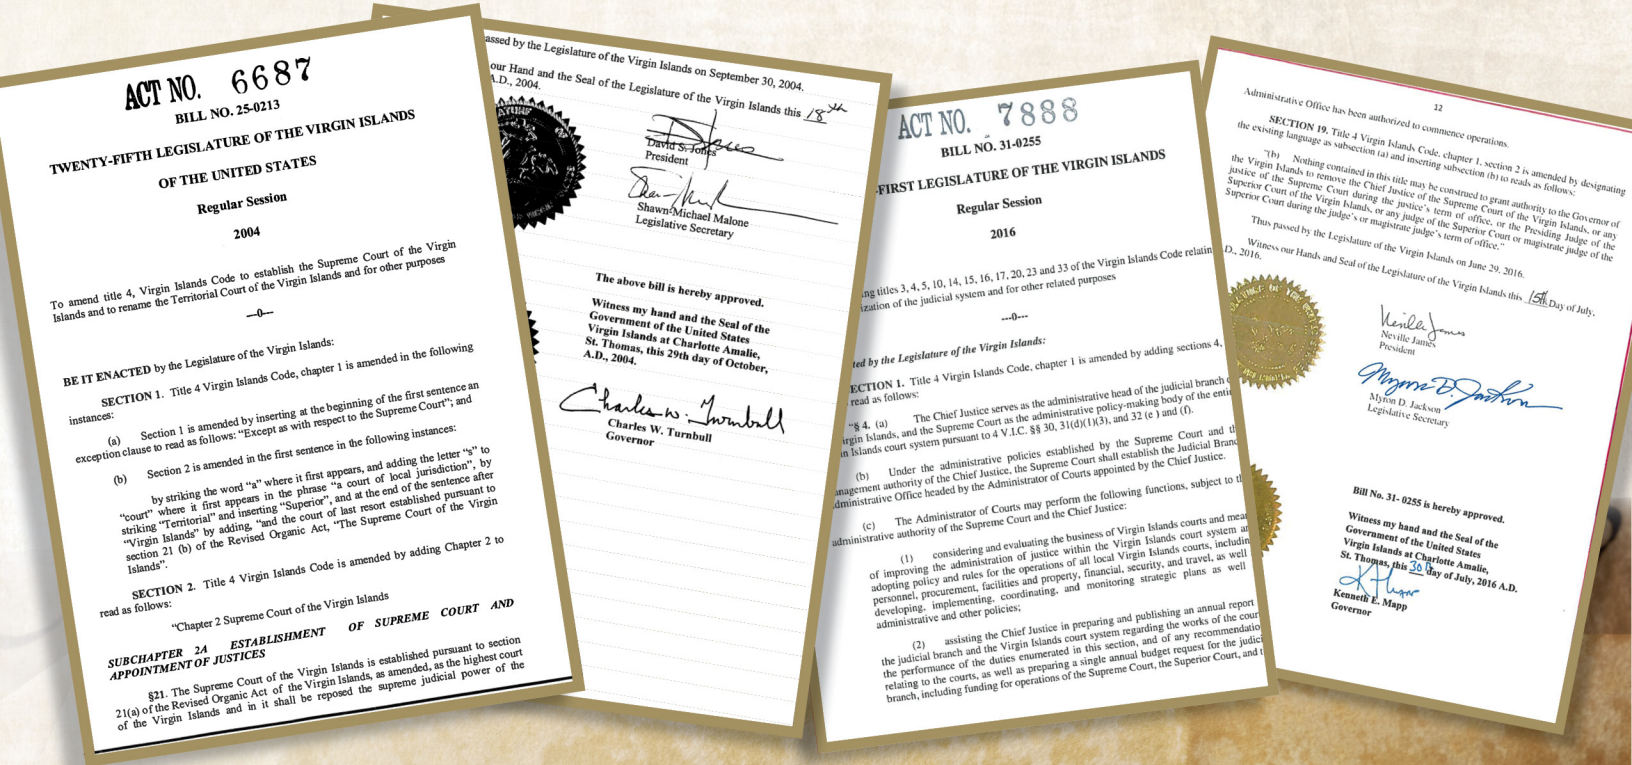 ACT NO. 6687
BILL NO. 25-0213
TWENTY-FIFTH LEGISLATURE OF THE VIRGIN ISLANDS
OF THE UNITED STATES
Regular Session
2004
To amend title 4, Virgin Islands Code to establish the Supreme Court of the Virgin
Islands and to rename the Territorial Court of the Virgin Islands and for other purposes
---0---
BE IT ENACTED by the Legislature of the Virgin Islands:
SECTION 1. Title 4 Virgin Islands Code, chapter 1 is amended in the following
instances:
(a) Section 1 is amended by inserting at the beginning of the first sentence an
exception clause to read as follows: “Except as with respect to the Supreme Court”; and
(b) Section 2 is amended in the first sentence in the following instances:
by striking the word “a” where it first appears, and adding the letter “s” to
“court” where it first appears in the phrase “a court of local jurisdiction”, by
striking “Territorial” and inserting “Superior”, and at the end of the sentence after
“Virgin Islands” by adding, “and the court of last resort established pursuant to
section 21 (b) of the Revised Organic Act, “The Supreme Court of the Virgin
Islands”.
SECTION 2. Title 4 Virgin Islands Code is amended by adding Chapter 2 to
read as follows:
“Chapter 2 Supreme Court of the Virgin Islands
SUBCHAPTER 2A ESTABLISHMENT OF SUPREME COURT AND
APPOINTMENT OF JUSTICES
§21. The Supreme Court of the Virgin Islands is established pursuant to section
21(a) of the Revised Organic Act of the Virgin Islands, as amended, as the highest court
of the Virgin Islands and in it shall be reposed the supreme judicial power of the
assed by the Legislature of the Virgin Islands on September 30, 2004.
our Hand and the Seal of the Legislature of the Virgin Islands this 18th
A.D., 2004.
David S. Jones
President
Shawn-Michael Malone
Legislative Secretary
The above bill is hereby approved.
Witness my hand and the Seal of the
Government of the United States
Virgin Islands at Charlotte Amalie,
St. Thomas, this 29th day of October,
A.D., 2004.
Charles W. Turnbull
Charles W. Turnbull
Governor
ACT NO. 7888
BILL NO. 31-0255
-FIRST LEGISLATURE OF THE VIRGIN ISLANDS
Regular Session
2016
ng titles 3, 4, 5, 10, 14, 15, 16, 17, 20, 23 and 33 of the Virgin Islands Code relatin
ization of the judicial system and for other related purposes
---0---
ted by the Legislature of the Virgin Islands:
ECTION 1. Title 4 Virgin Islands Code, chapter 1 is amended by adding sections 4,
read as follows:
“§ 4. (a) The Chief Justice serves as the administrative head of the judicial branch
irgin Islands, and the Supreme Court as the administrative policy-making body of the enti
n Islands court system pursuant to 4 V.I.C. §§ 30, 31(d)(1)(3), and 32 (e ) and (f).
(b) Under the administrative policies established by the Supreme Court and th
anagement authority of the Chief Justice, the Supreme Court shall establish the Judicial Branc
dministrative Office headed by the Administrator of Courts appointed by the Chief Justice.
(c) The Administrator of Courts may perform the following functions, subject to th
administrative authority of the Supreme Court and the Chief Justice:
(1) considering and evaluating the business of Virgin Islands courts and mea
of improving the administration of justice within the Virgin Islands court system a
adopting policy and rules for the operations of all local Virgin Islands courts, includin
personnel, procurement, facilities and property, financial, security, and travel, as well
developing, implementing, coordinating, and monitoring strategic plans as well
administrative and other policies;
(2) assisting the Chief Justice in preparing and publishing an annual report
the judicial branch and the Virgin Islands court system regarding the works of the cour
the performance of the duties enumerated in this section, and of any recommendatio
relating to the courts, as well as preparing a single annual budget request for the judici
branch, including funding for operations of the Supreme Court, the Superior Court, and t
12
Administrative Office has been authorized to commence operations.
SECTION 19. Title 4 Virgin Islands Code, chapter 1, section 2 is amended by designating
the existing language as subsection (a) and inserting subsection (b) to reads as follows:
“(b) Nothing contained in this title may be construed to grant authority to the Governor of
the Virgin Islands to remove the Chief Justice of the Supreme Court of the Virgin Islands, or any
justice of the Supreme Court during the justice’s term of office, or the Presiding Judge of the
Superior Court of the Virgin Islands, or any judge of the Superior Court or magistrate judge of the
Superior Court during the judge’s or magistrate judge’s term of office.”
Thus passed by the Legislature of the Virgin Islands on June 29, 2016.
Witness our Hands and Seal of the Legislature of the Virgin Islands this 15th Day of July,
D., 2016.
Neville James
Neville James
President
Myron D. Jackson
Myron D. Jackson
Legislative Secretary
Bill No. 31- 0255 is hereby approved.
Witness my hand and the Seal of the
Government of the United States
Virgin Islands at Charlotte Amalie,
St. Thomas, this 30 day of July, 2016 A.D.
Kenneth E. Mapp
Governor